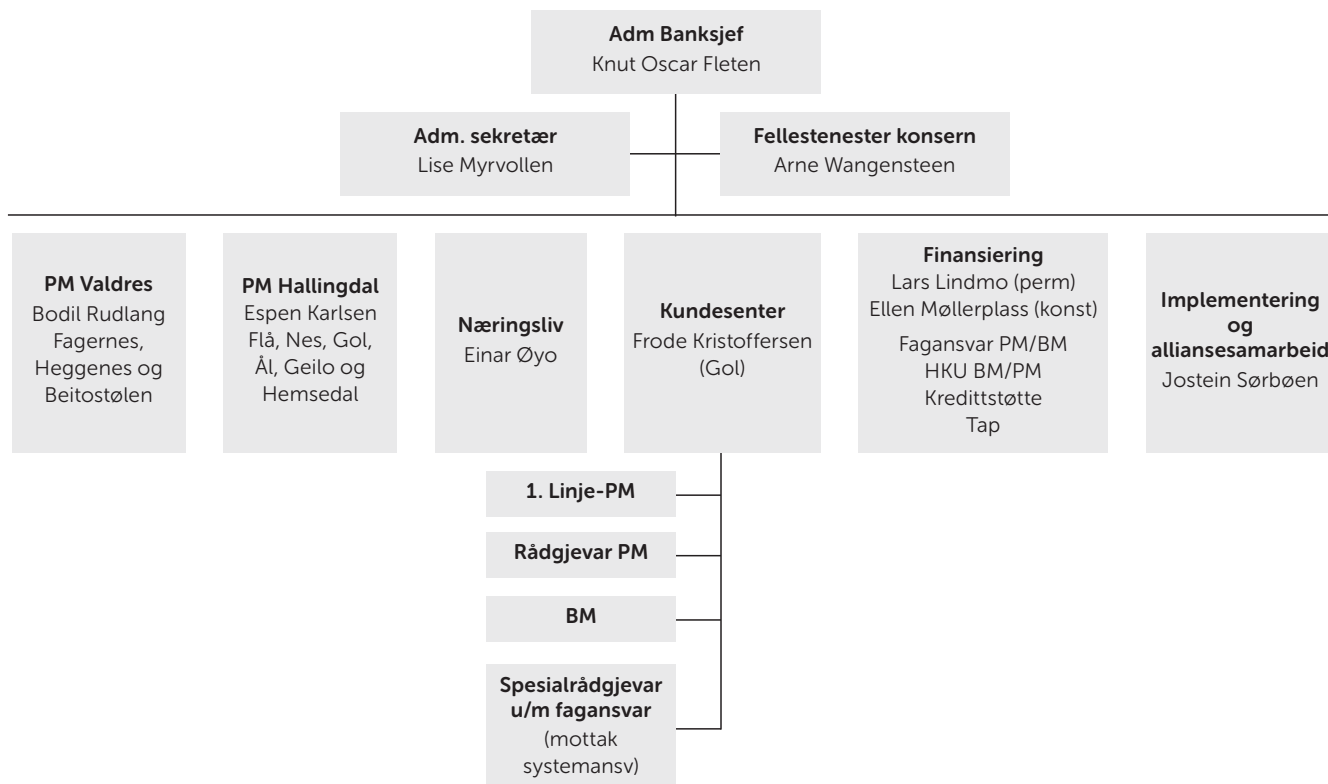 Adm Banksjef
Knut Oscar Fleten
Adm. sekretær
Lise Myrvollen
Fellestenester konsern
Arne Wangensteen
PM Valdres
Bodil Rudlang
Fagernes,
Heggenes og
Beitostølen
PM Hallingdal
Espen Karlsen
Flå, Nes, Gol,
Ål, Geilo og
Hemsedal
Næringsliv
Einar Øyo
Kundesenter
Frode Kristoffersen
(Gol)
Finansiering
Lars Lindmo (perm)
Ellen Møllerplass (konst)
Fagansvar PM/BM
HKU BM/PM
Kredittstøtte
Tap
Implementering
og
alliansesamarbeid
Jostein Sørbøen
1. Linje-PM
Rådgjevar PM
BM
Spesialrådgjevar
u/m fagansvar
(mottak
systemansv)